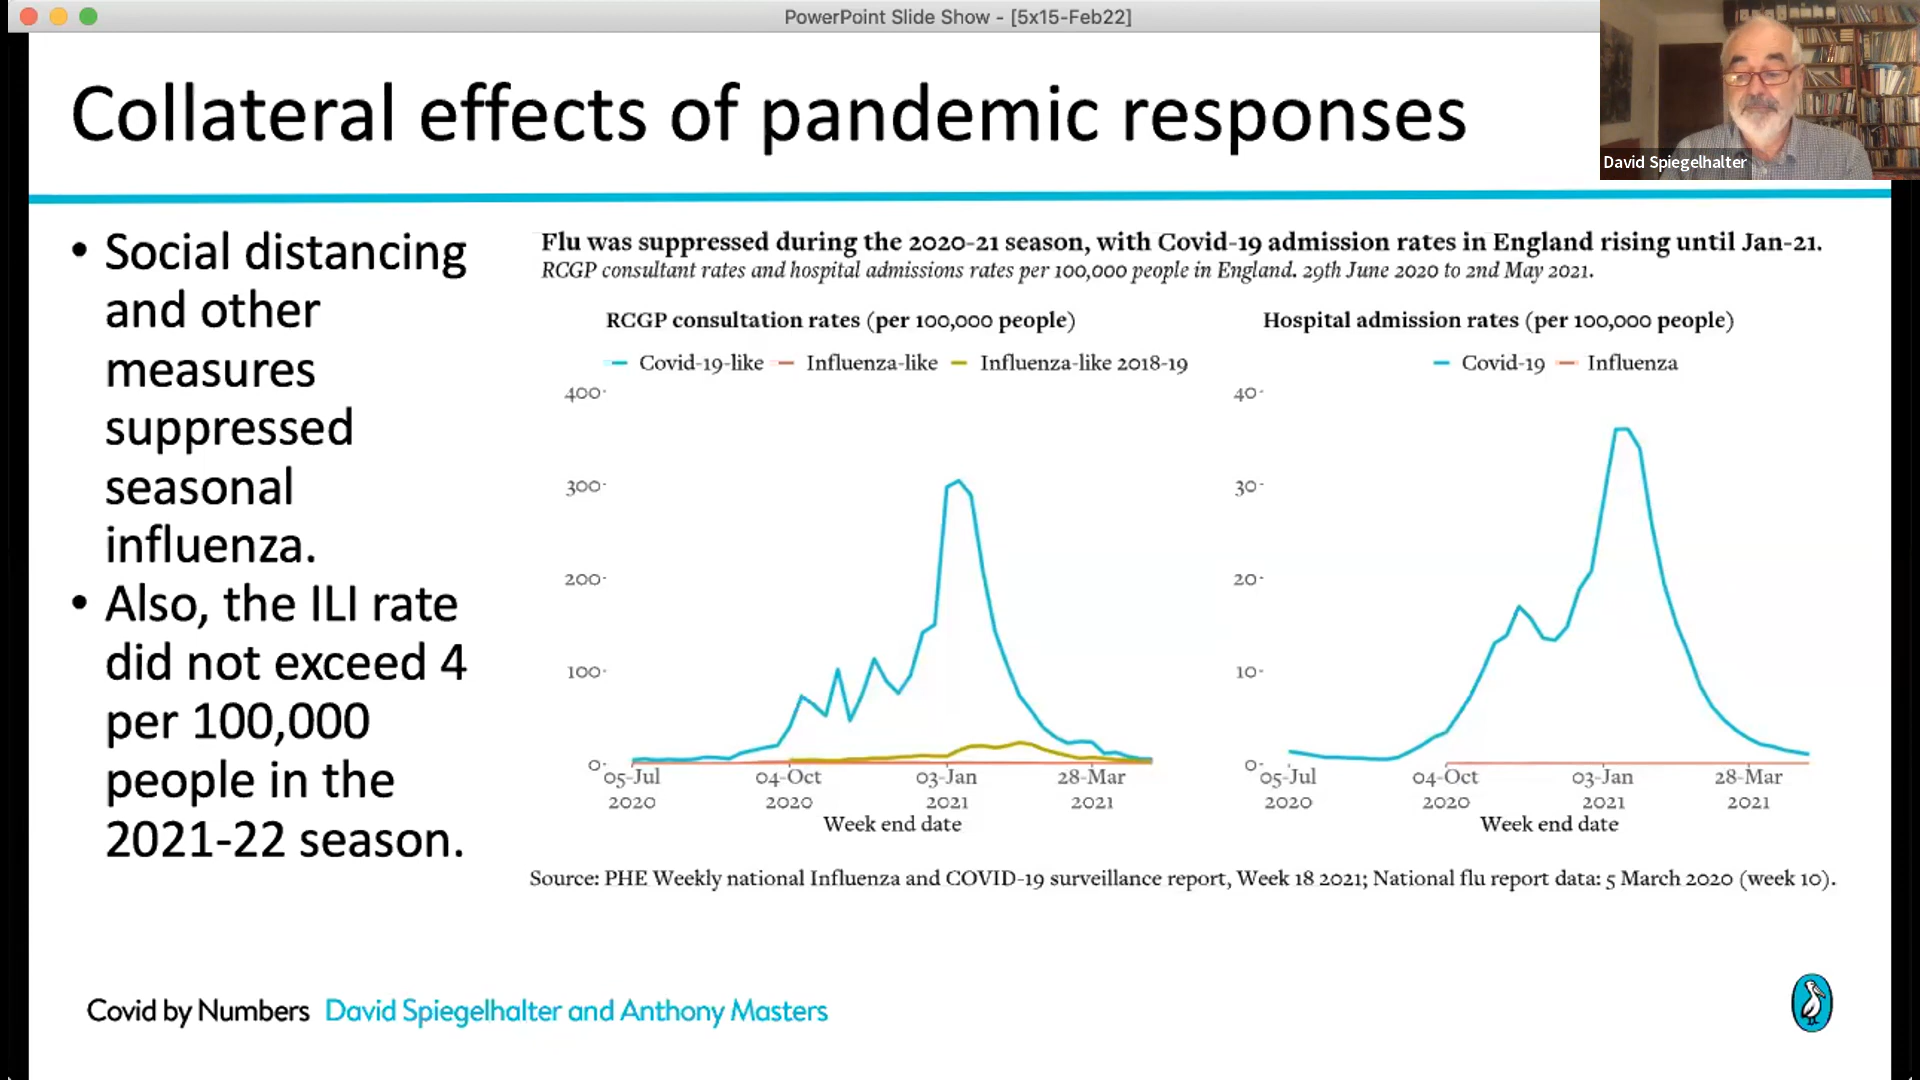 PowerPoint Slide Show - [5x15-Feb22]
David Spiegelhalter
Collateral effects of pandemic responses
• Social distancing
and other
measures
suppressed
seasonal
influenza.
• Also, the ILI rate
did not exceed 4
per 100,000
people in the
2021-22 season.
Flu was suppressed during the 2020-21 season, with Covid-19 admission rates in England rising until Jan-21.
RCGP consultant rates and hospital admissions rates per 100,000 people in England. 29th June 2020 to 2nd May 2021.
RCGP consultation rates (per 100,000 people)
Covid-19-like Influenza-like Influenza-like 2018-19
400
300
200
100
0
05-Jul 04-Oct 03-Jan 28-Mar
2020 2020 2021 2021
Week end date
Hospital admission rates (per 100,000 people)
Covid-19 Influenza
40
30
20
10
0
05-Jul 04-Oct 03-Jan 28-Mar
2020 2020 2021 2021
Week end date
Source: PHE Weekly national Influenza and COVID-19 surveillance report, Week 18 2021; National flu report data: 5 March 2020 (week 10).
Covid by Numbers David Spiegelhalter and Anthony Masters